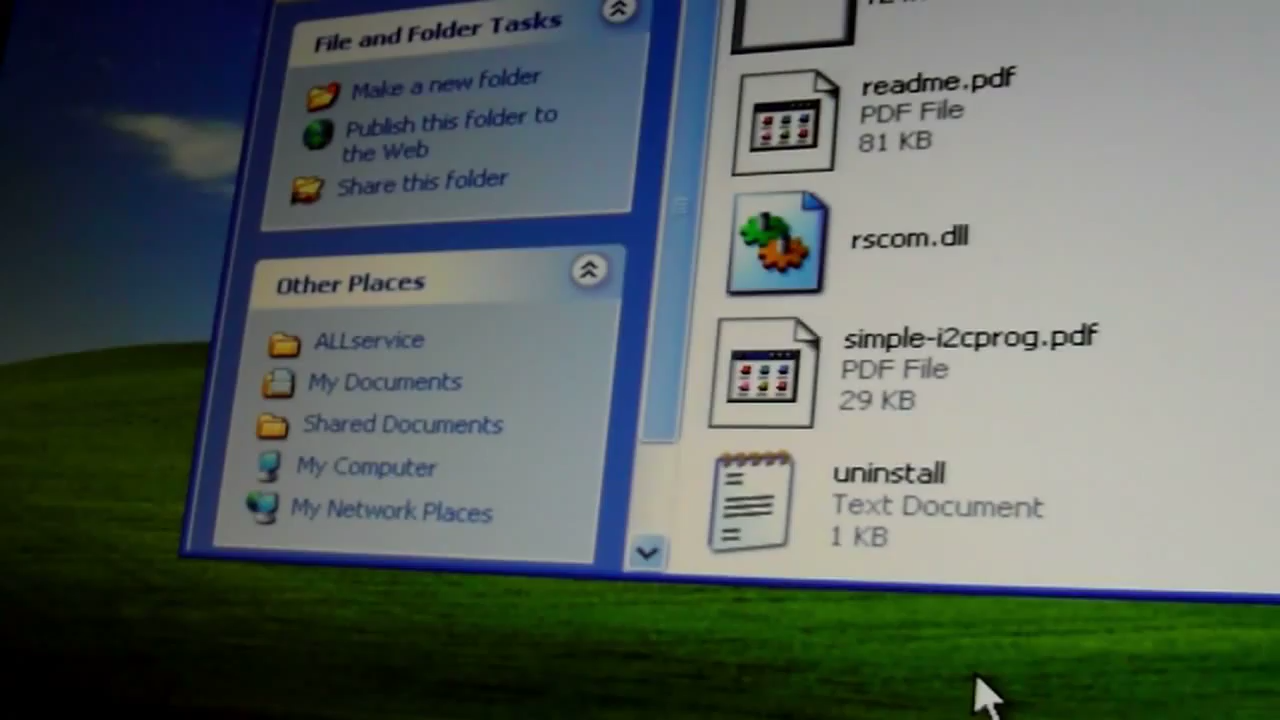 File and Folder Tasks
Make a new folder
Publish this folder to
the Web
Share this folder
Other Places
ALLservice
My Documents
Shared Documents
My Computer
My Network Places
readme.pdf
PDF File
81 KB
rscom.dll
simple-i2cprog.pdf
PDF File
29 KB
uninstall
Text Document
1 KB